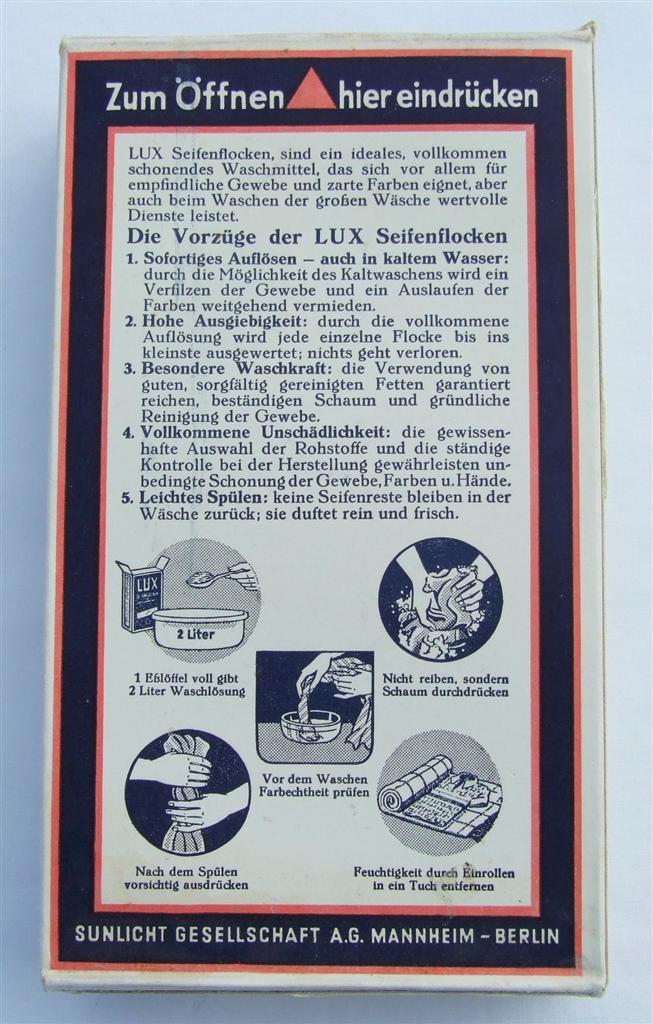 Zum Öffnen hier eindrücken
LUX Seifenflocken, sind ein ideales, vollkommen
schonendes Waschmittel, das sich vor allem für
empfindliche Gewebe und zarte Farben eignet, aber
auch beim Waschen der großen Wäsche wertvolle
Dienste leistet.
Die Vorzüge der LUX Seifenflocken
1. Sofortiges Auflösen – auch in kaltem Wasser:
durch die Möglichkeit des Kaltwaschens wird ein
Verfilzen der Gewebe und ein Auslaufen der
Farben weitgehend vermieden.
2. Hohe Ausgiebigkeit: durch die vollkommene
Auflösung wird jede einzelne Flocke bis ins
kleinste ausgewertet; nichts geht verloren.
3. Besondere Waschkraft: die Verwendung von
guten, sorgfältig gereinigten Fetten garantiert
reichen, beständigen Schaum und gründliche
Reinigung der Gewebe.
4. Vollkommene Unschädlichkeit: die gewissen-
hafte Auswahl der Rohstoffe und die ständige
Kontrolle bei der Herstellung gewährleisten un-
bedingte Schonung der Gewebe, Farben u. Hände.
5. Leichtes Spülen: keine Seifenreste bleiben in der
Wäsche zurück; sie duftet rein und frisch.
LUX
2 Liter
1 Eßlöffel voll gibt
2 Liter Waschlösung
Nicht reiben, sondern
Schaum durchdrücken
Vor dem Waschen
Farbechtheit prüfen
Nach dem Spülen
vorsichtig ausdrücken
Feuchtigkeit durch Einrollen
in ein Tuch entfernen
SUNLICHT GESELLSCHAFT A.G. MANNHEIM – BERLIN